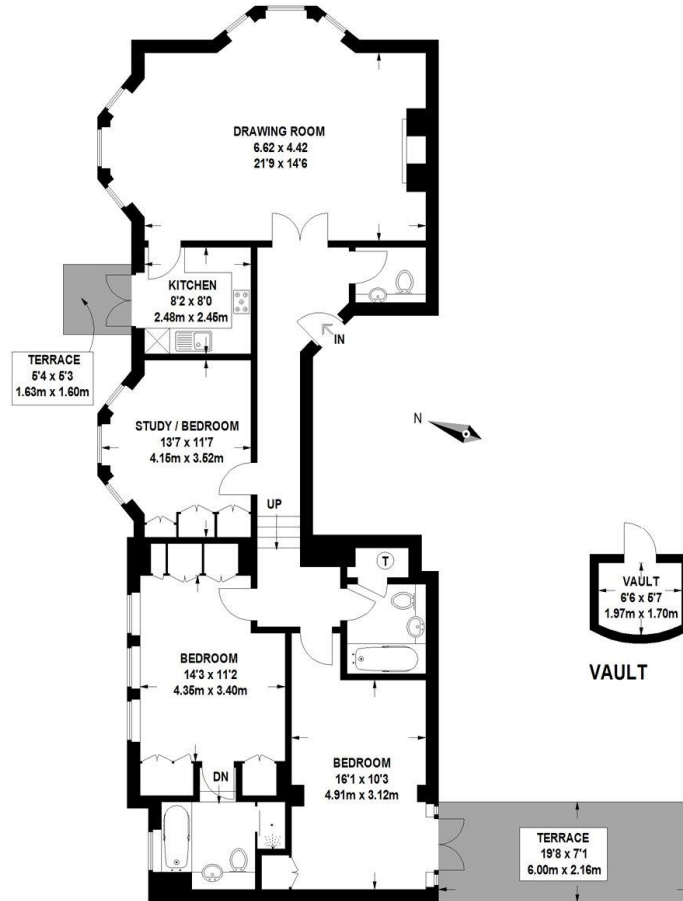 DRAWING ROOM
6.62 x 4.42
21'9 x 14'6
KITCHEN
8'2 x 8'0
2.48m x 2.45m
IN
TERRACE
5'4 x 5'3
1.63m x 1.60m
N
STUDY / BEDROOM
13'7 x 11'7
4.15m x 3.52m
UP
T
VAULT
6'6 x 5'7
1.97m x 1.70m
VAULT
BEDROOM
14'3 x 11'2
4.35m x 3.40m
BEDROOM
16'1 x 10'3
4.91m x 3.12m
DN
TERRACE
19'8 x 7'1
6.00m x 2.16m